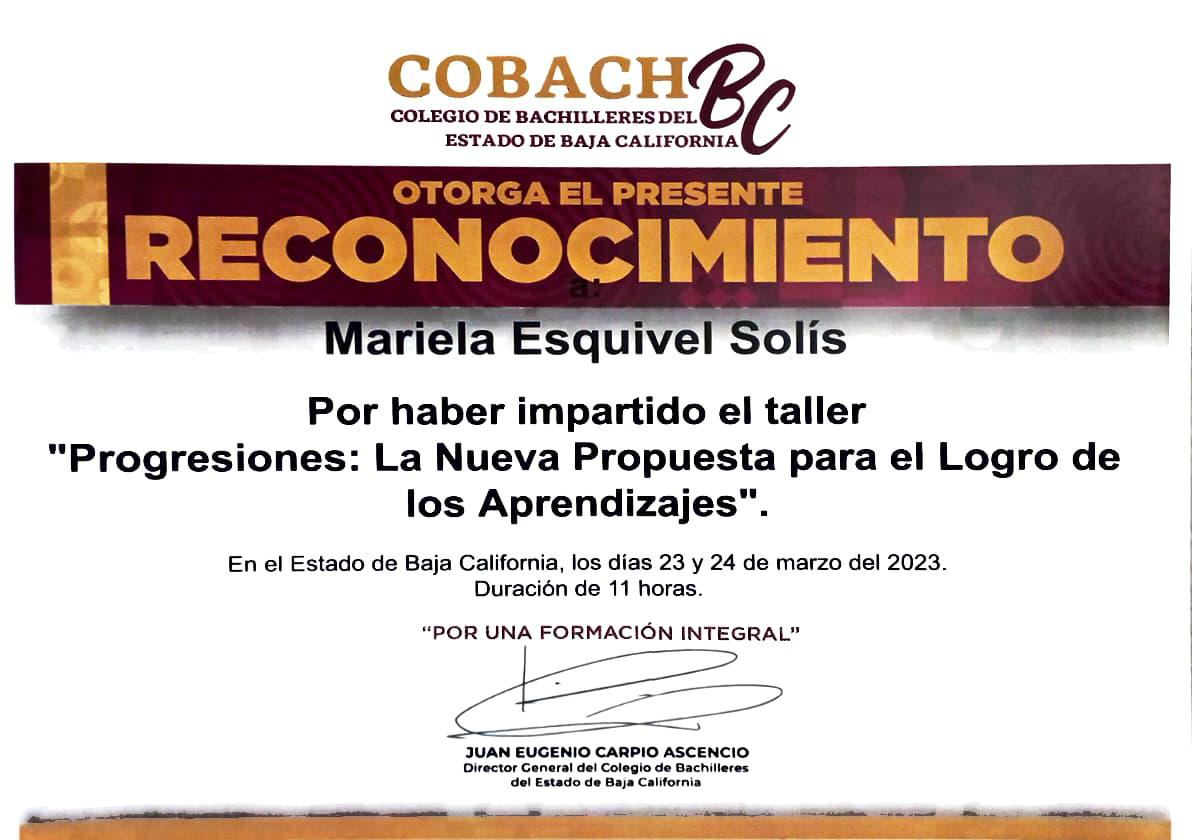 COBACH BC
COLEGIO DE BACHILLERES DEL
ESTADO DE BAJA CALIFORNIA
OTORGA EL PRESENTE
RECONOCIMIENTO
a:
Mariela Esquivel Solís
Por haber impartido el taller
"Progresiones: La Nueva Propuesta para el Logro de
los Aprendizajes".
En el Estado de Baja California, los días 23 y 24 de marzo del 2023.
Duración de 11 horas.
“POR UNA FORMACIÓN INTEGRAL”
JUAN EUGENIO CARPIO ASCENCIO
Director General del Colegio de Bachilleres
del Estado de Baja California